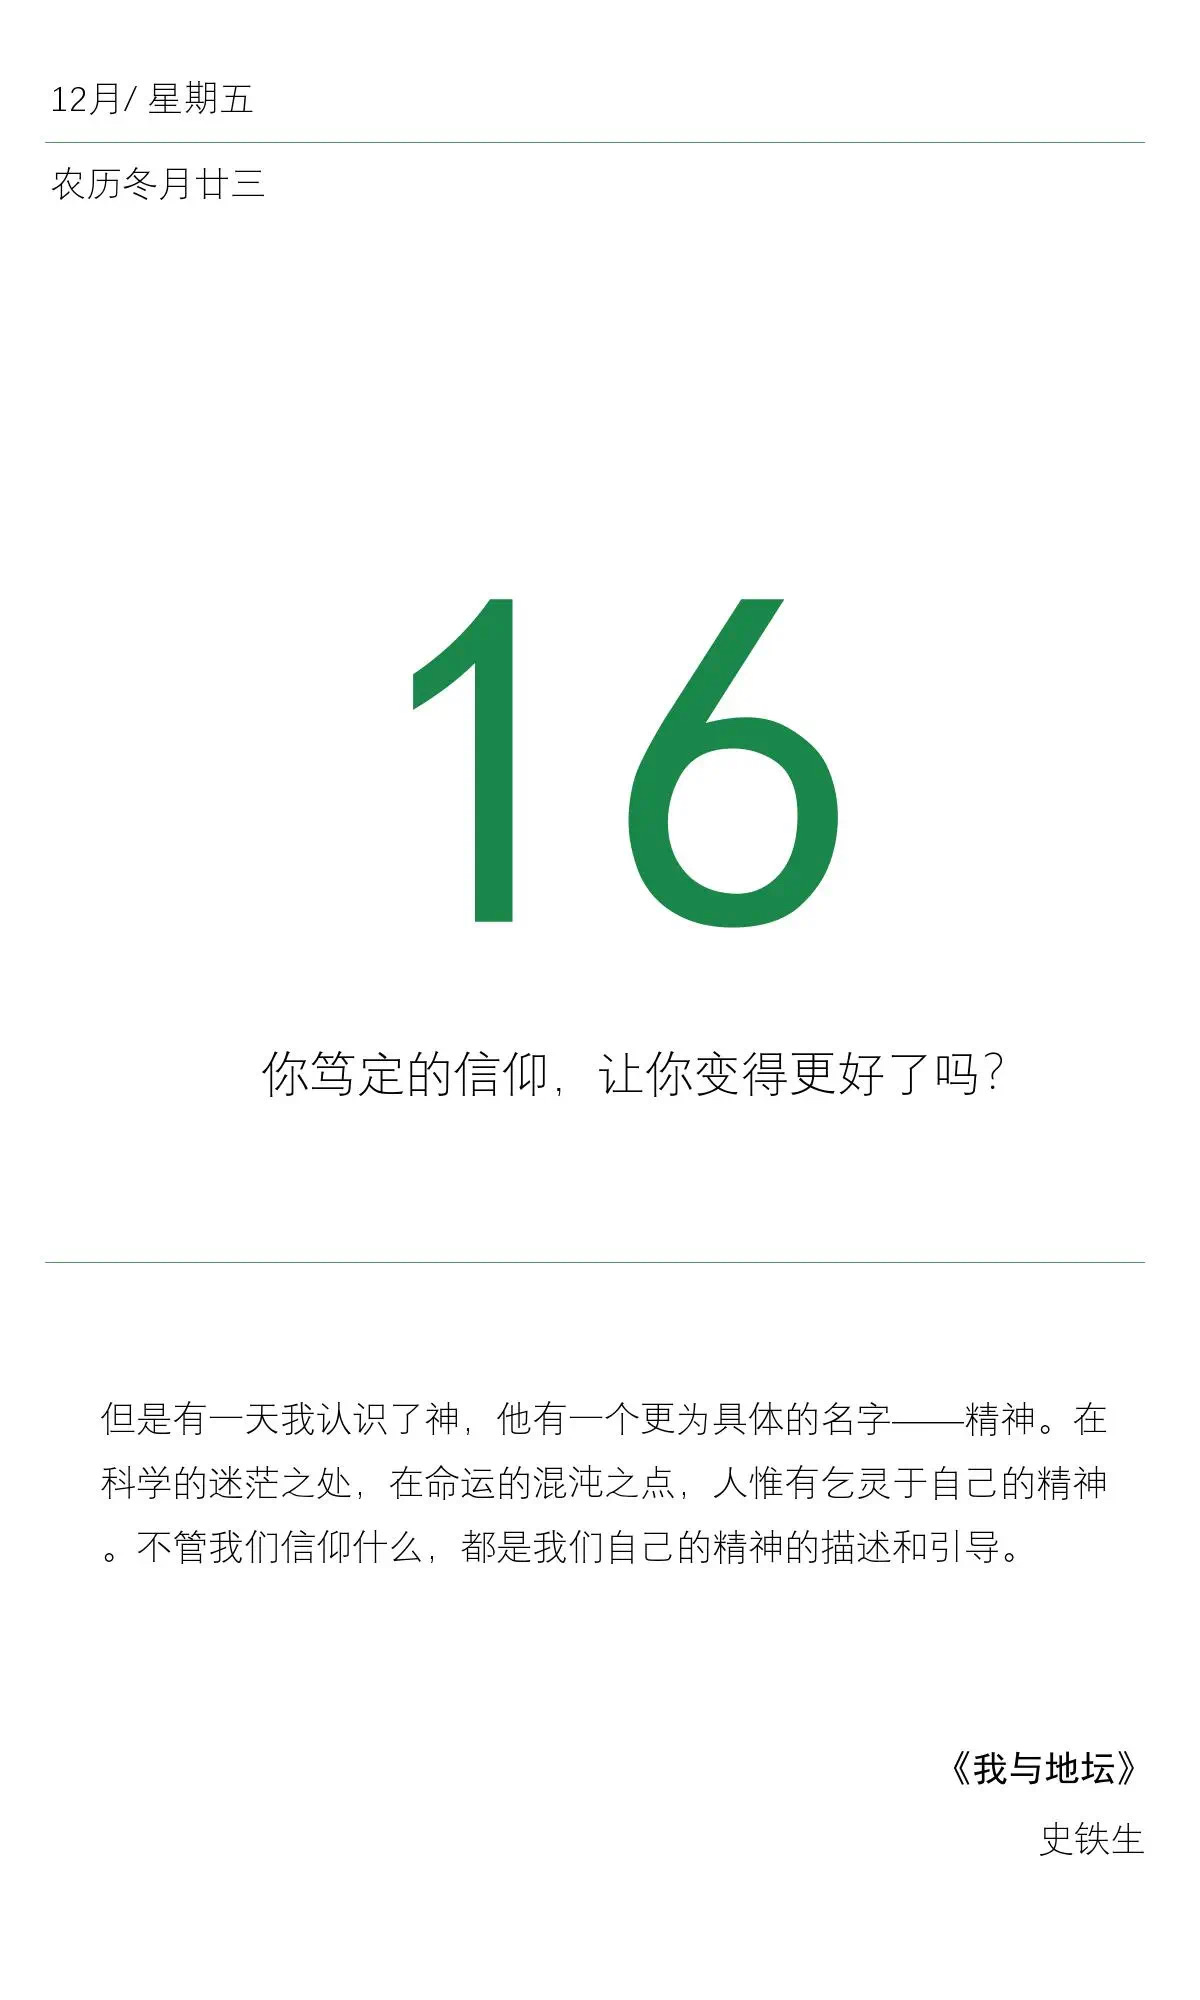 12月/ 星期五
农历冬月廿三
16
你笃定的信仰，让你变得更好了吗？
但是有一天我认识了神，他有一个更为具体的名字——精神。在
科学的迷茫之处，在命运的混沌之点，人惟有乞灵于自己的精神
。不管我们信仰什么，都是我们自己的精神的描述和引导。
《我与地坛》
史铁生